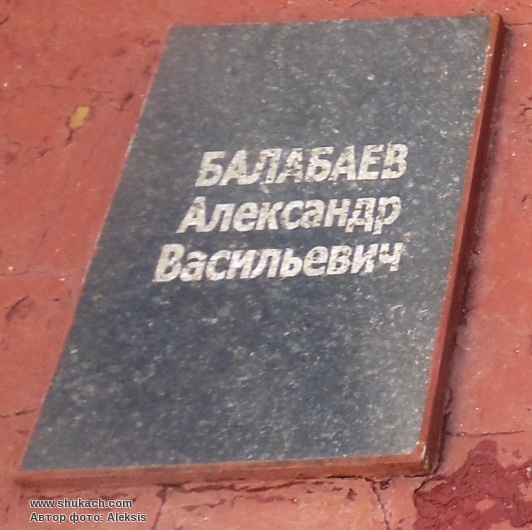 БАЛАБАЕВ
Александр
Васильевич
www.shukach.com
Автор фото: Aleksis